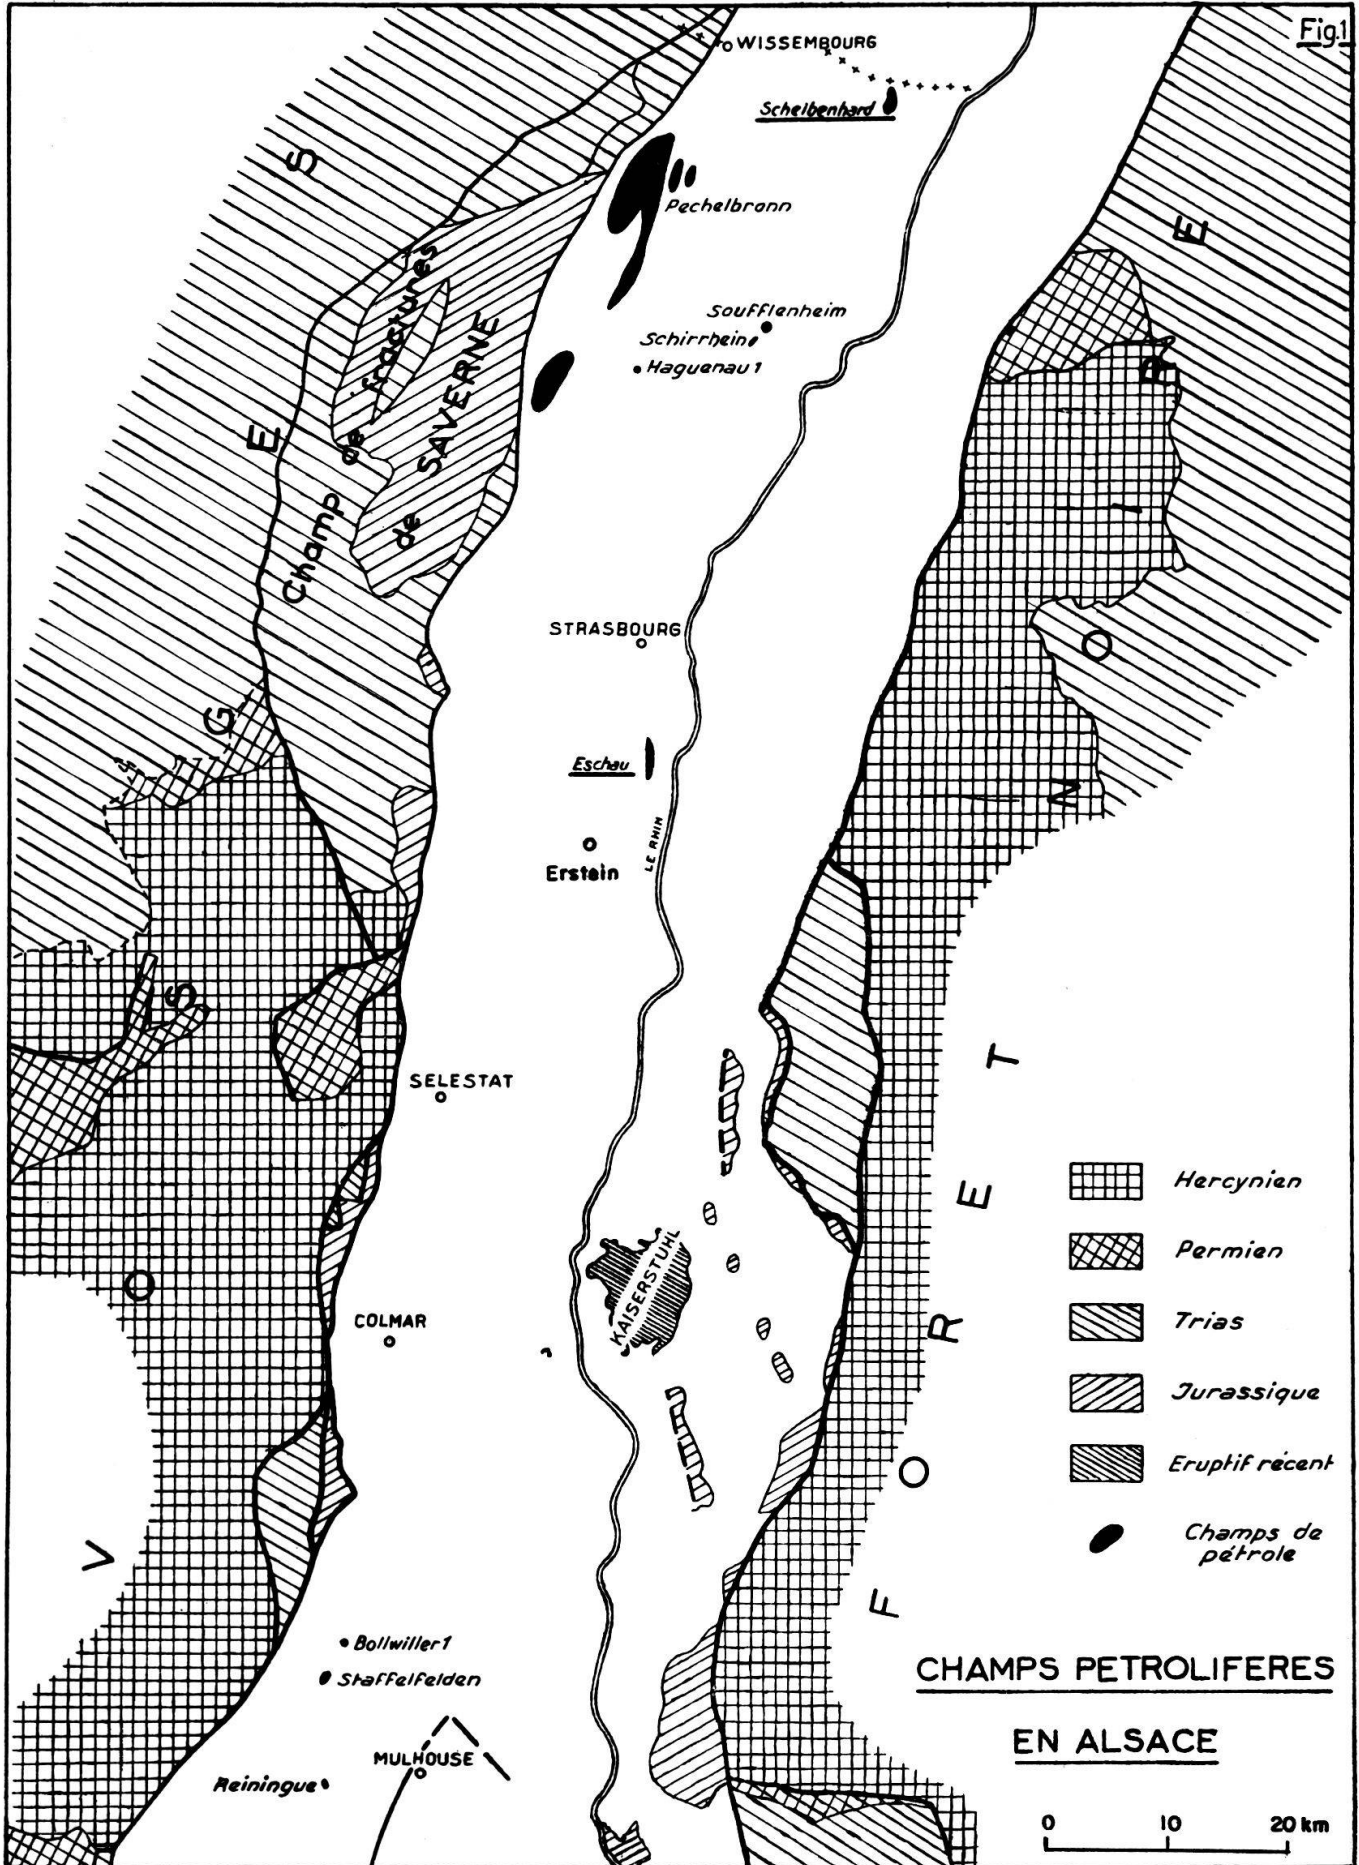 Fig.1
WISSEMBOURG
Scheibenhard
Pechelbronn
Soufflenheim
Schirrhein
Haguenau 1
Champ de fractures
de SAVERNE
STRASBOURG
Eschau
LE RHIN
Erstein
SELESTAT
KAISERSTUHL
COLMAR
VOSGES
FORET NOIRE
Hercynien
Permien
Trias
Jurassique
Eruptif récent
Champs de
pétrole
Bollwiller 1
Staffelfelden
MULHOUSE
Reiningue
CHAMPS PETROLIFERES
EN ALSACE
0 10 20 km